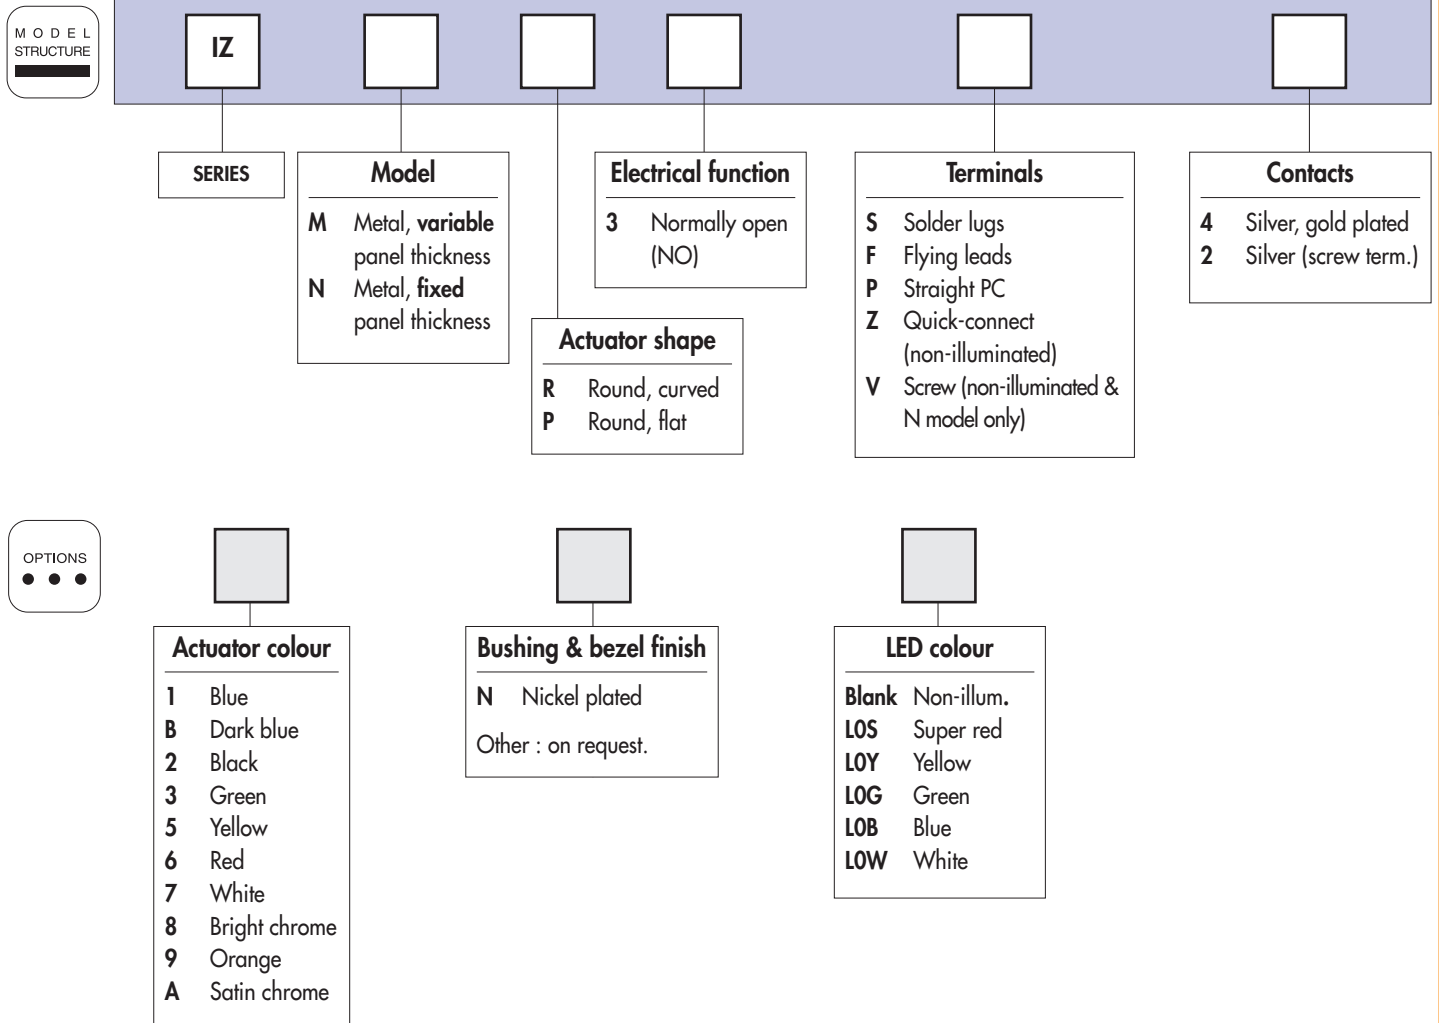 MODEL
STRUCTURE
IZ
SERIES
Model
M Metal, variable
panel thickness
N Metal, fixed
panel thickness
Actuator shape
R Round, curved
P Round, flat
Electrical function
3 Normally open
(NO)
Terminals
S Solder lugs
F Flying leads
P Straight PC
Z Quick-connect
(non-illuminated)
V Screw (non-illuminated &
N model only)
Contacts
4 Silver, gold plated
2 Silver (screw term.)
OPTIONS
Actuator colour
1 Blue
B Dark blue
2 Black
3 Green
5 Yellow
6 Red
7 White
8 Bright chrome
9 Orange
A Satin chrome
Bushing & bezel finish
N Nickel plated
Other : on request.
LED colour
Blank Non-illum.
L0S Super red
L0Y Yellow
L0G Green
L0B Blue
L0W White